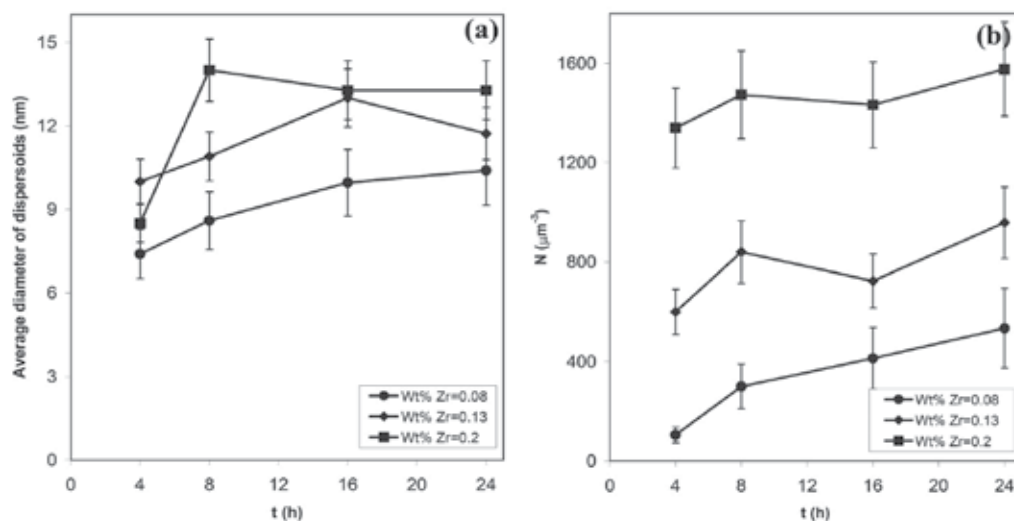 (a)
15
12
9
6
3
0
Average diameter of dispersoids (nm)
Wt% Zr=0.08
Wt% Zr=0.13
Wt% Zr=0.2
0 4 8 12 16 20 24
t (h)
(b)
1600
1200
800
400
0
N (μm⁻³)
Wt% Zr=0.08
Wt% Zr=0.13
Wt% Zr=0.2
0 4 8 12 16 20 24
t (h)